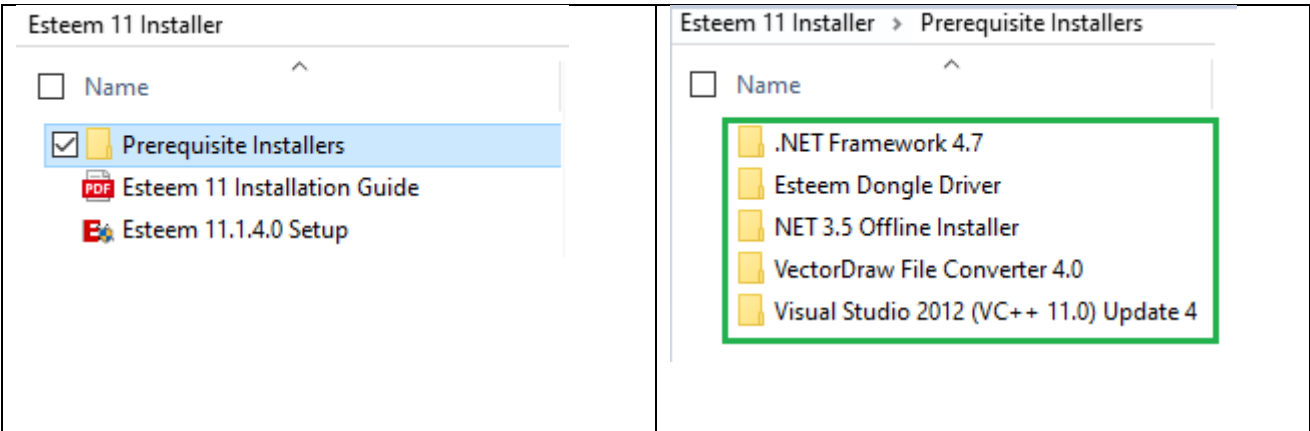 Esteem 11 Installer
Name
Prerequisite Installers
PDF Esteem 11 Installation Guide
E Esteem 11.1.4.0 Setup
Esteem 11 Installer > Prerequisite Installers
Name
.NET Framework 4.7
Esteem Dongle Driver
NET 3.5 Offline Installer
VectorDraw File Converter 4.0
Visual Studio 2012 (VC++ 11.0) Update 4